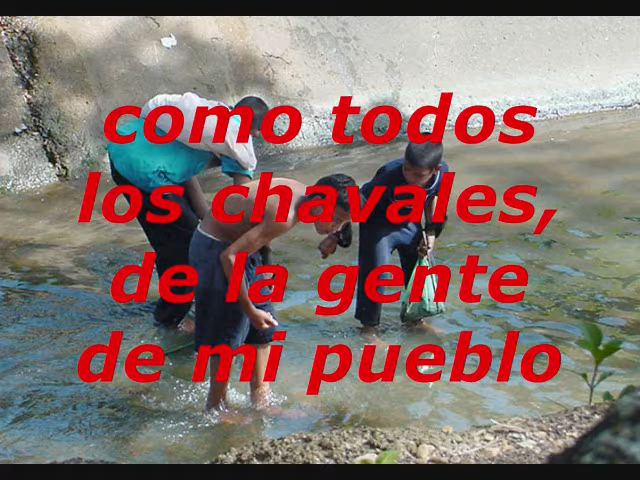 como todos
los chavales,
de la gente
de mi pueblo